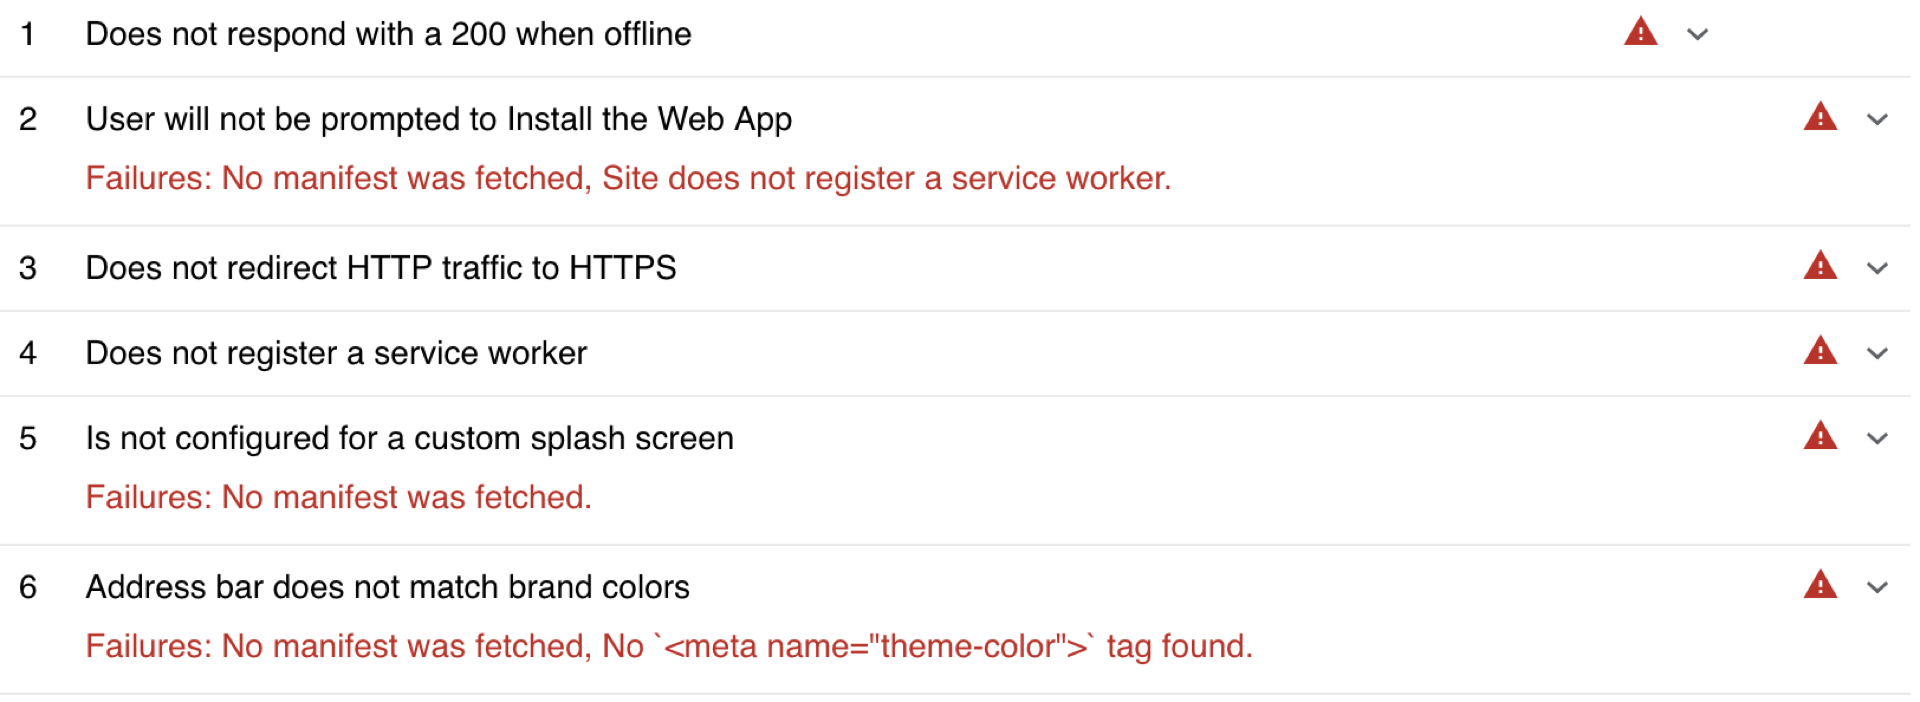 1 Does not respond with a 200 when offline
2 User will not be prompted to Install the Web App
Failures: No manifest was fetched, Site does not register a service worker.
3 Does not redirect HTTP traffic to HTTPS
4 Does not register a service worker
5 Is not configured for a custom splash screen
Failures: No manifest was fetched.
6 Address bar does not match brand colors
Failures: No manifest was fetched, No `<meta name="theme-color">` tag found.